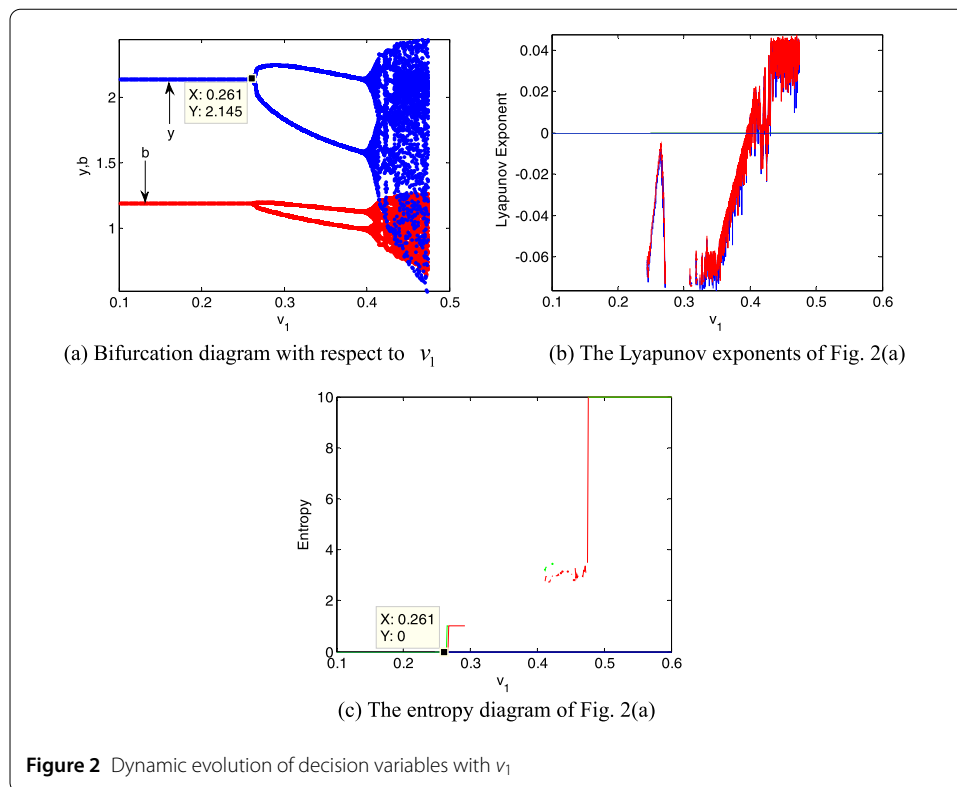 2
1.5
1
y,b
X: 0.261
Y: 2.145
y
b
0.1
0.2
0.3
0.4
0.5
v1
(a) Bifurcation diagram with respect to v1
0.04
0.02
0
-0.02
-0.04
-0.06
Lyapunov Exponent
0.1
0.2
0.3
0.4
0.5
0.6
v1
(b) The Lyapunov exponents of Fig. 2(a)
10
8
6
4
2
0
Entropy
X: 0.261
Y: 0
0.1
0.2
0.3
0.4
0.5
0.6
v1
(c) The entropy diagram of Fig. 2(a)
Figure 2 Dynamic evolution of decision variables with v1